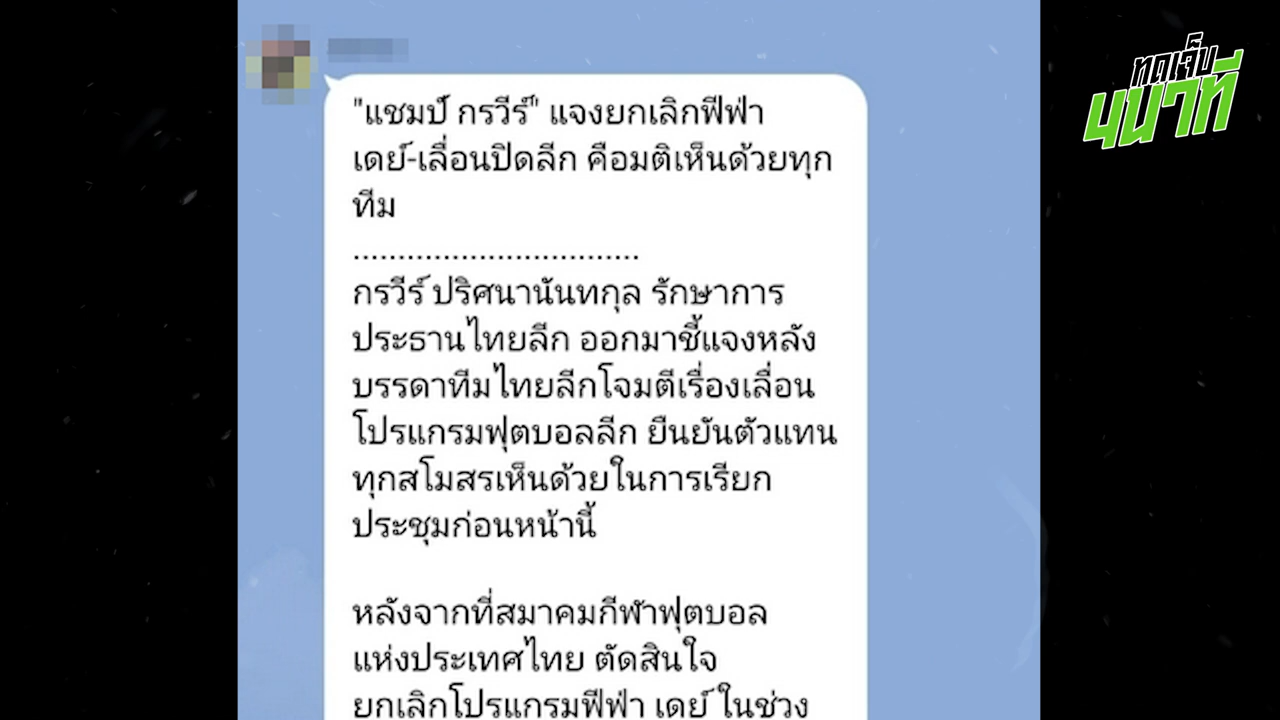 ทดเจ็บ
4นาที
"แชมป์ กรวีร์" แจงยกเลิกฟีฟ่า
เดย์-เลื่อนปิดลีก คือมติเห็นด้วยทุก
ทีม
................................
กรวีร์ ปริศนานันทกุล รักษาการ
ประธานไทยลีก ออกมาชี้แจงหลัง
บรรดาทีมไทยลีกโจมตีเรื่องเลื่อน
โปรแกรมฟุตบอลลีก ยืนยันตัวแทน
ทุกสโมสรเห็นด้วยในการเรียก
ประชุมก่อนหน้านี้
หลังจากที่สมาคมกีฬาฟุตบอล
แห่งประเทศไทย ตัดสินใจ
ยกเลิกโปรแกรมฟีฟ่า เดย์ ในช่วง